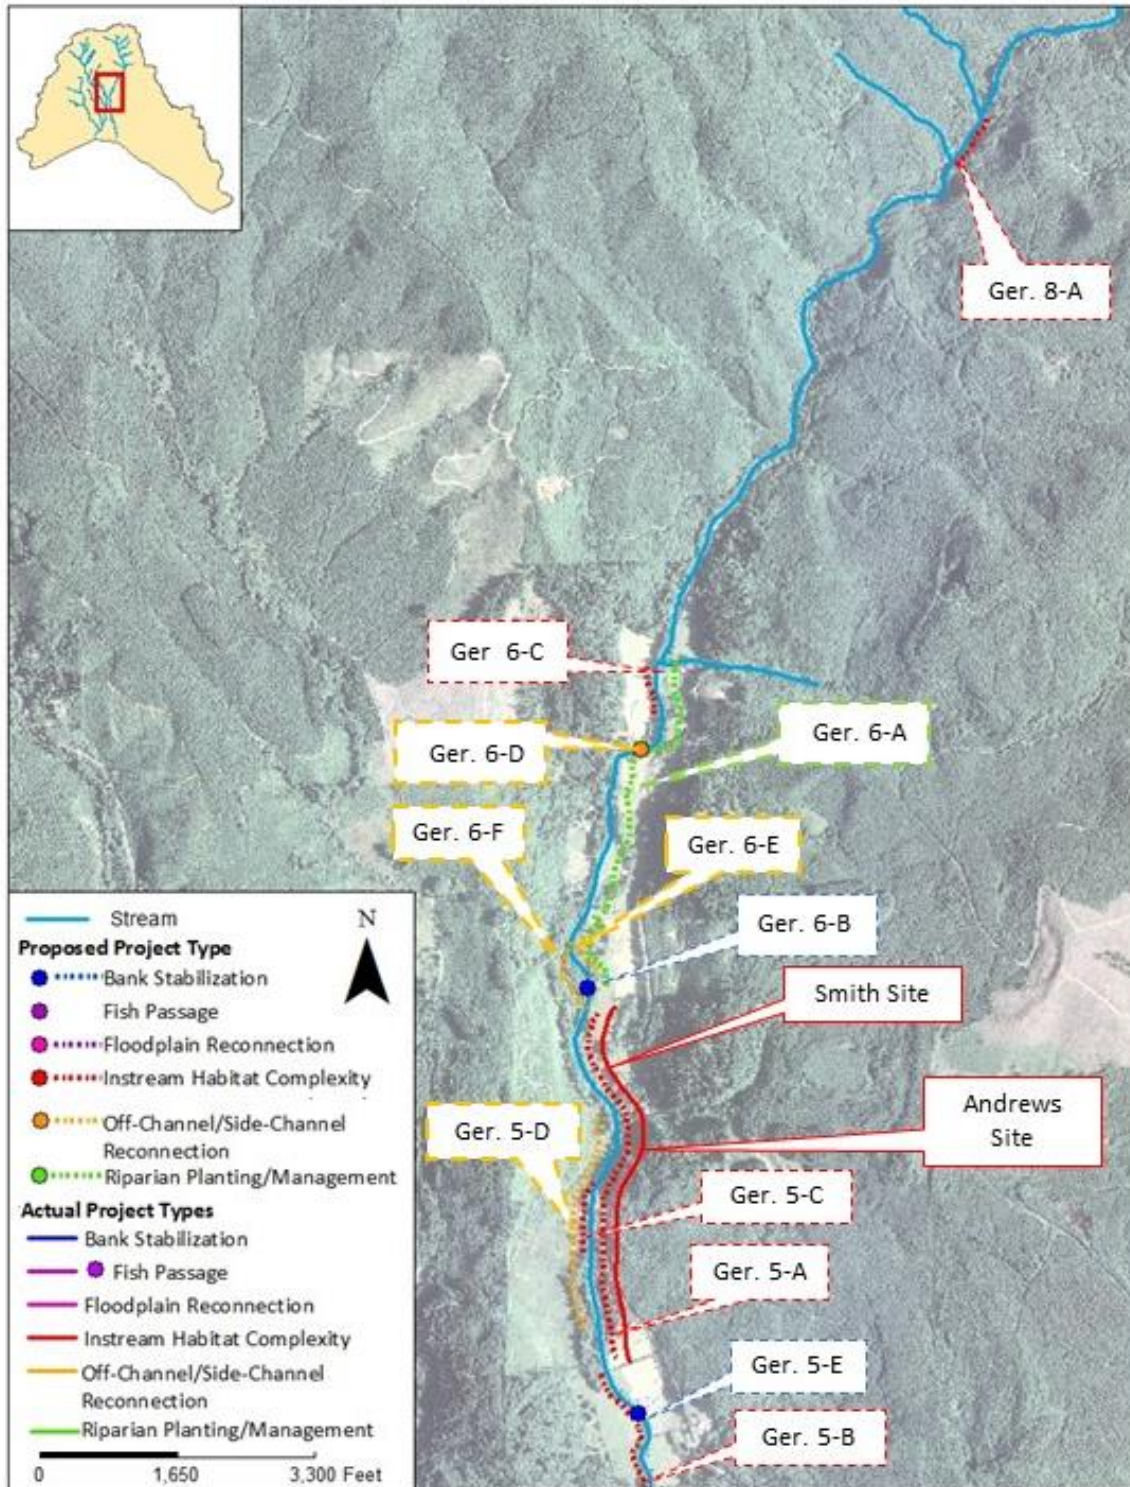 Ger. 8-A
Ger 6-C
Ger. 6-A
Ger. 6-D
Ger. 6-F
Ger. 6-E
Ger. 6-B
Smith Site
Andrews
Site
Ger. 5-D
Ger. 5-C
Ger. 5-A
Ger. 5-E
Ger. 5-B
Stream
N
Proposed Project Type
Bank Stabilization
Fish Passage
Floodplain Reconnection
Instream Habitat Complexity
Off-Channel/Side-Channel
Reconnection
Riparian Planting/Management
Actual Project Types
Bank Stabilization
Fish Passage
Floodplain Reconnection
Instream Habitat Complexity
Off-Channel/Side-Channel
Reconnection
Riparian Planting/Management
0 1,650 3,300 Feet